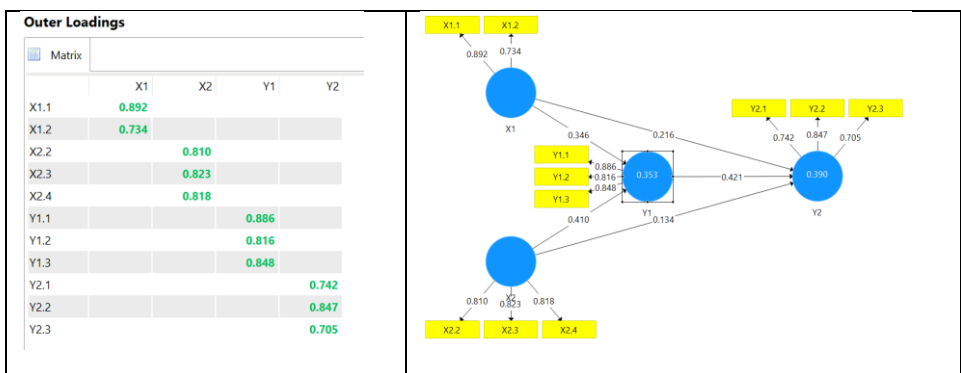 Outer Loadings
Matrix
X1 X2 Y1 Y2
X1.1 0.892
X1.2 0.734
X2.2 0.810
X2.3 0.823
X2.4 0.818
Y1.1 0.886
Y1.2 0.816
Y1.3 0.848
Y2.1 0.742
Y2.2 0.847
Y2.3 0.705
X1.1 X1.2
0.892 0.734
X1
Y2.1 Y2.2 Y2.3
0.742 0.847 0.705
0.346 0.216
Y1.1
0.886
Y1.2
0.816
Y1.3
0.848
0.353
0.421
0.390
Y1
Y2
0.410 0.134
X2
0.810 0.823 0.818
X2.2 X2.3 X2.4